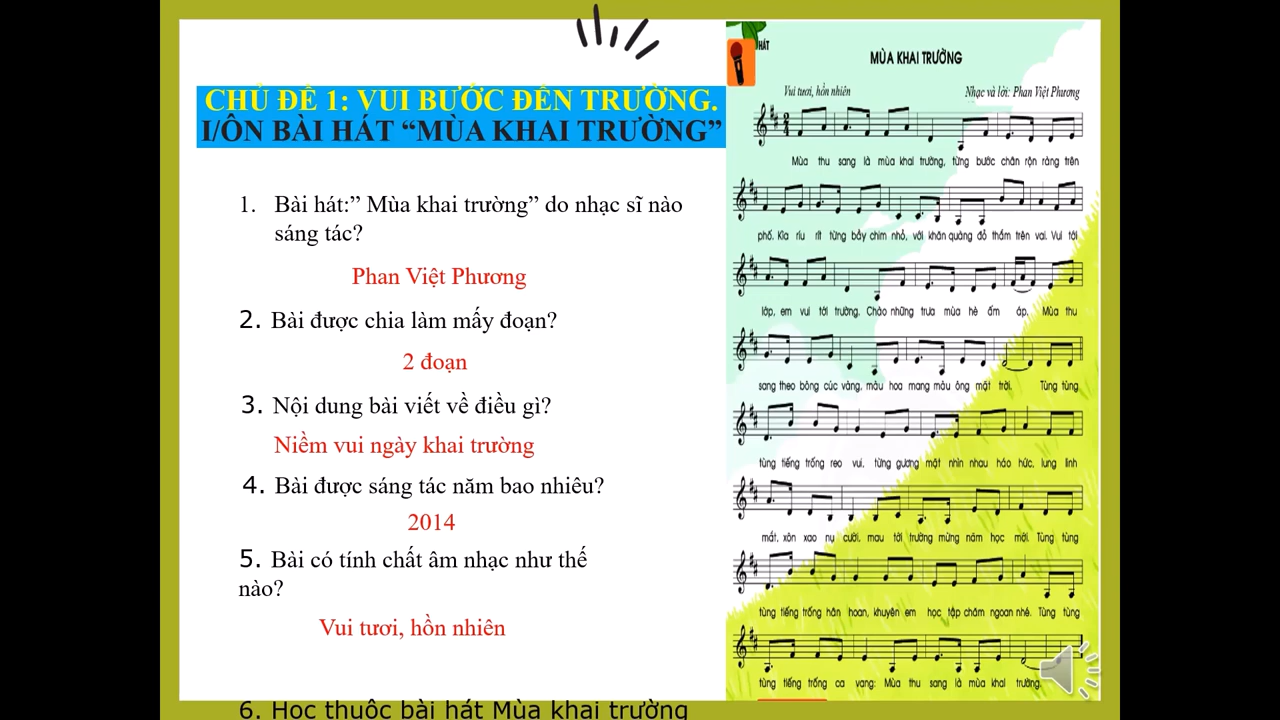 CHỦ ĐỀ 1: VUI BƯỚC ĐẾN TRƯỜNG.
I/ÔN BÀI HÁT “MÙA KHAI TRƯỜNG”
1. Bài hát:” Mùa khai trường” do nhạc sĩ nào
sáng tác?
Phan Việt Phương
2. Bài được chia làm mấy đoạn?
2 đoạn
3. Nội dung bài viết về điều gì?
Niềm vui ngày khai trường
4. Bài được sáng tác năm bao nhiêu?
2014
5. Bài có tính chất âm nhạc như thế
nào?
Vui tươi, hồn nhiên
6. Học thuộc bài hát Mùa khai trường
HÁT
MÙA KHAI TRƯỜNG
Vui tươi, hồn nhiên
Nhạc và lời: Phan Việt Phương
Mùa thu sang là mùa khai trường, từng bước chân rộn ràng trên
phố. Kìa ríu rít từng bầy chim nhỏ, với khăn quàng đỏ thắm trên vai. Vui tới
lớp, em vui tới trường. Chào những trưa mùa hè ấm áp. Mùa thu
sang theo bông cúc vàng, màu hoa mang màu ông mặt trời. Tùng tùng
tùng tiếng trống reo vui. từng gương mặt nhìn nhau háo hức, lung linh
mắt, xôn xao nụ cười, mau tới trường mừng năm học mới. Tùng tùng
tùng tiếng trống hân hoan, khuyên em học tập chăm ngoan nhé. Tùng tùng
tùng tiếng trống ca vang: Mùa thu sang là mùa khai trường.